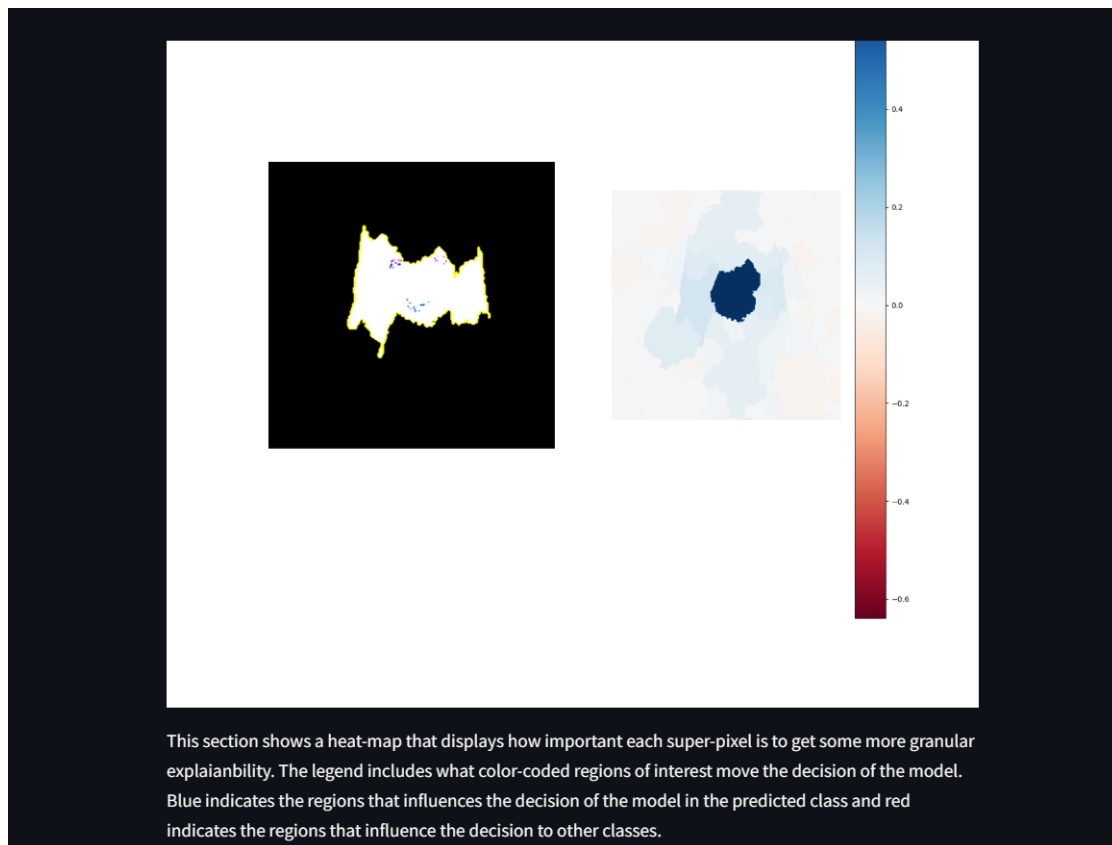 0.4
0.2
0.0
−0.2
−0.4
−0.6
This section shows a heat-map that displays how important each super-pixel is to get some more granular
explaianbility. The legend includes what color-coded regions of interest move the decision of the model.
Blue indicates the regions that influences the decision of the model in the predicted class and red
indicates the regions that influence the decision to other classes.